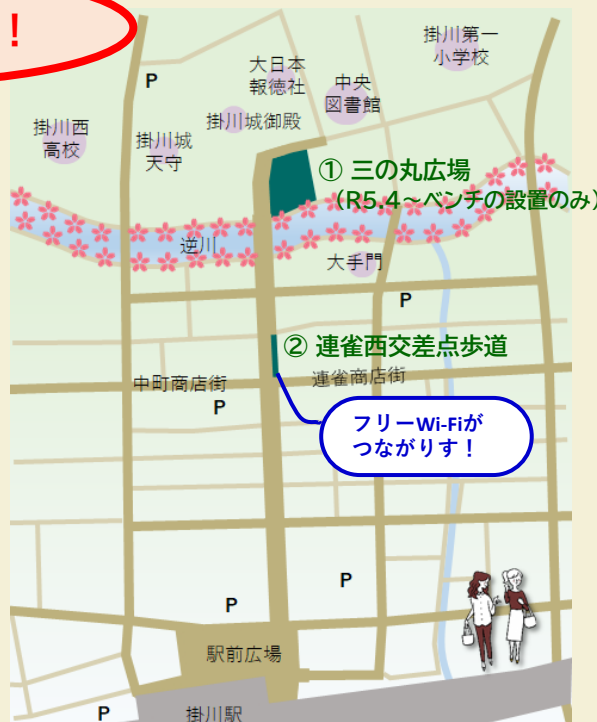 ！
掛川第一
小学校
P
大日本
報徳社
中央
図書館
掛川城御殿
掛川西
高校
掛川城
天守
① 三の丸広場
（R5.4～ベンチの設置のみ）
逆川
大手門
P
② 連雀西交差点歩道
中町商店街
連雀商店街
P
フリーWi-Fiが
つながりす！
P
P
駅前広場
P
掛川駅